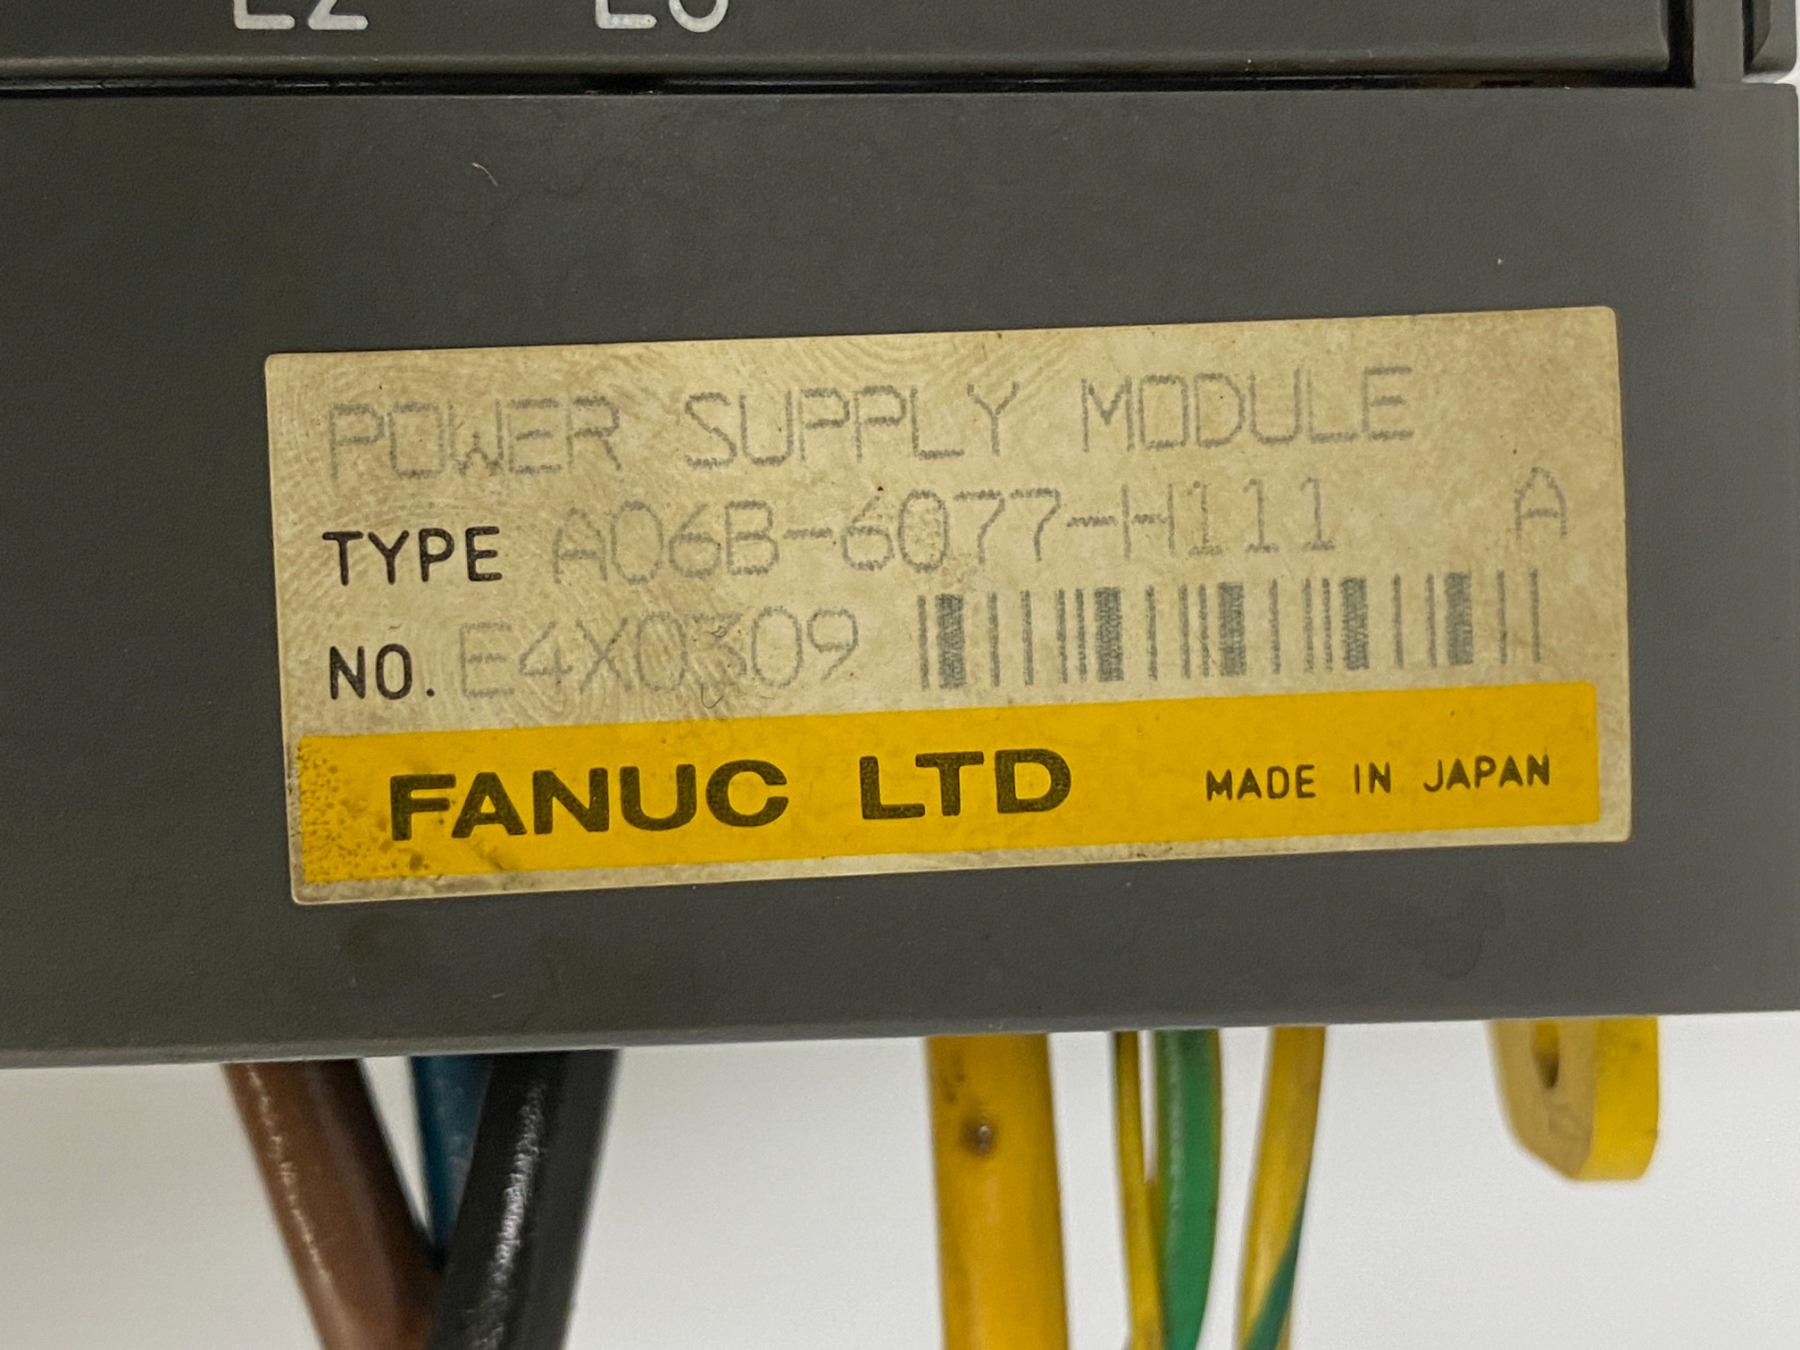 POWER SUPPLY MODULE
TYPE A06B-6077-H111 A
NO. E4X0309
FANUC LTD MADE IN JAPAN